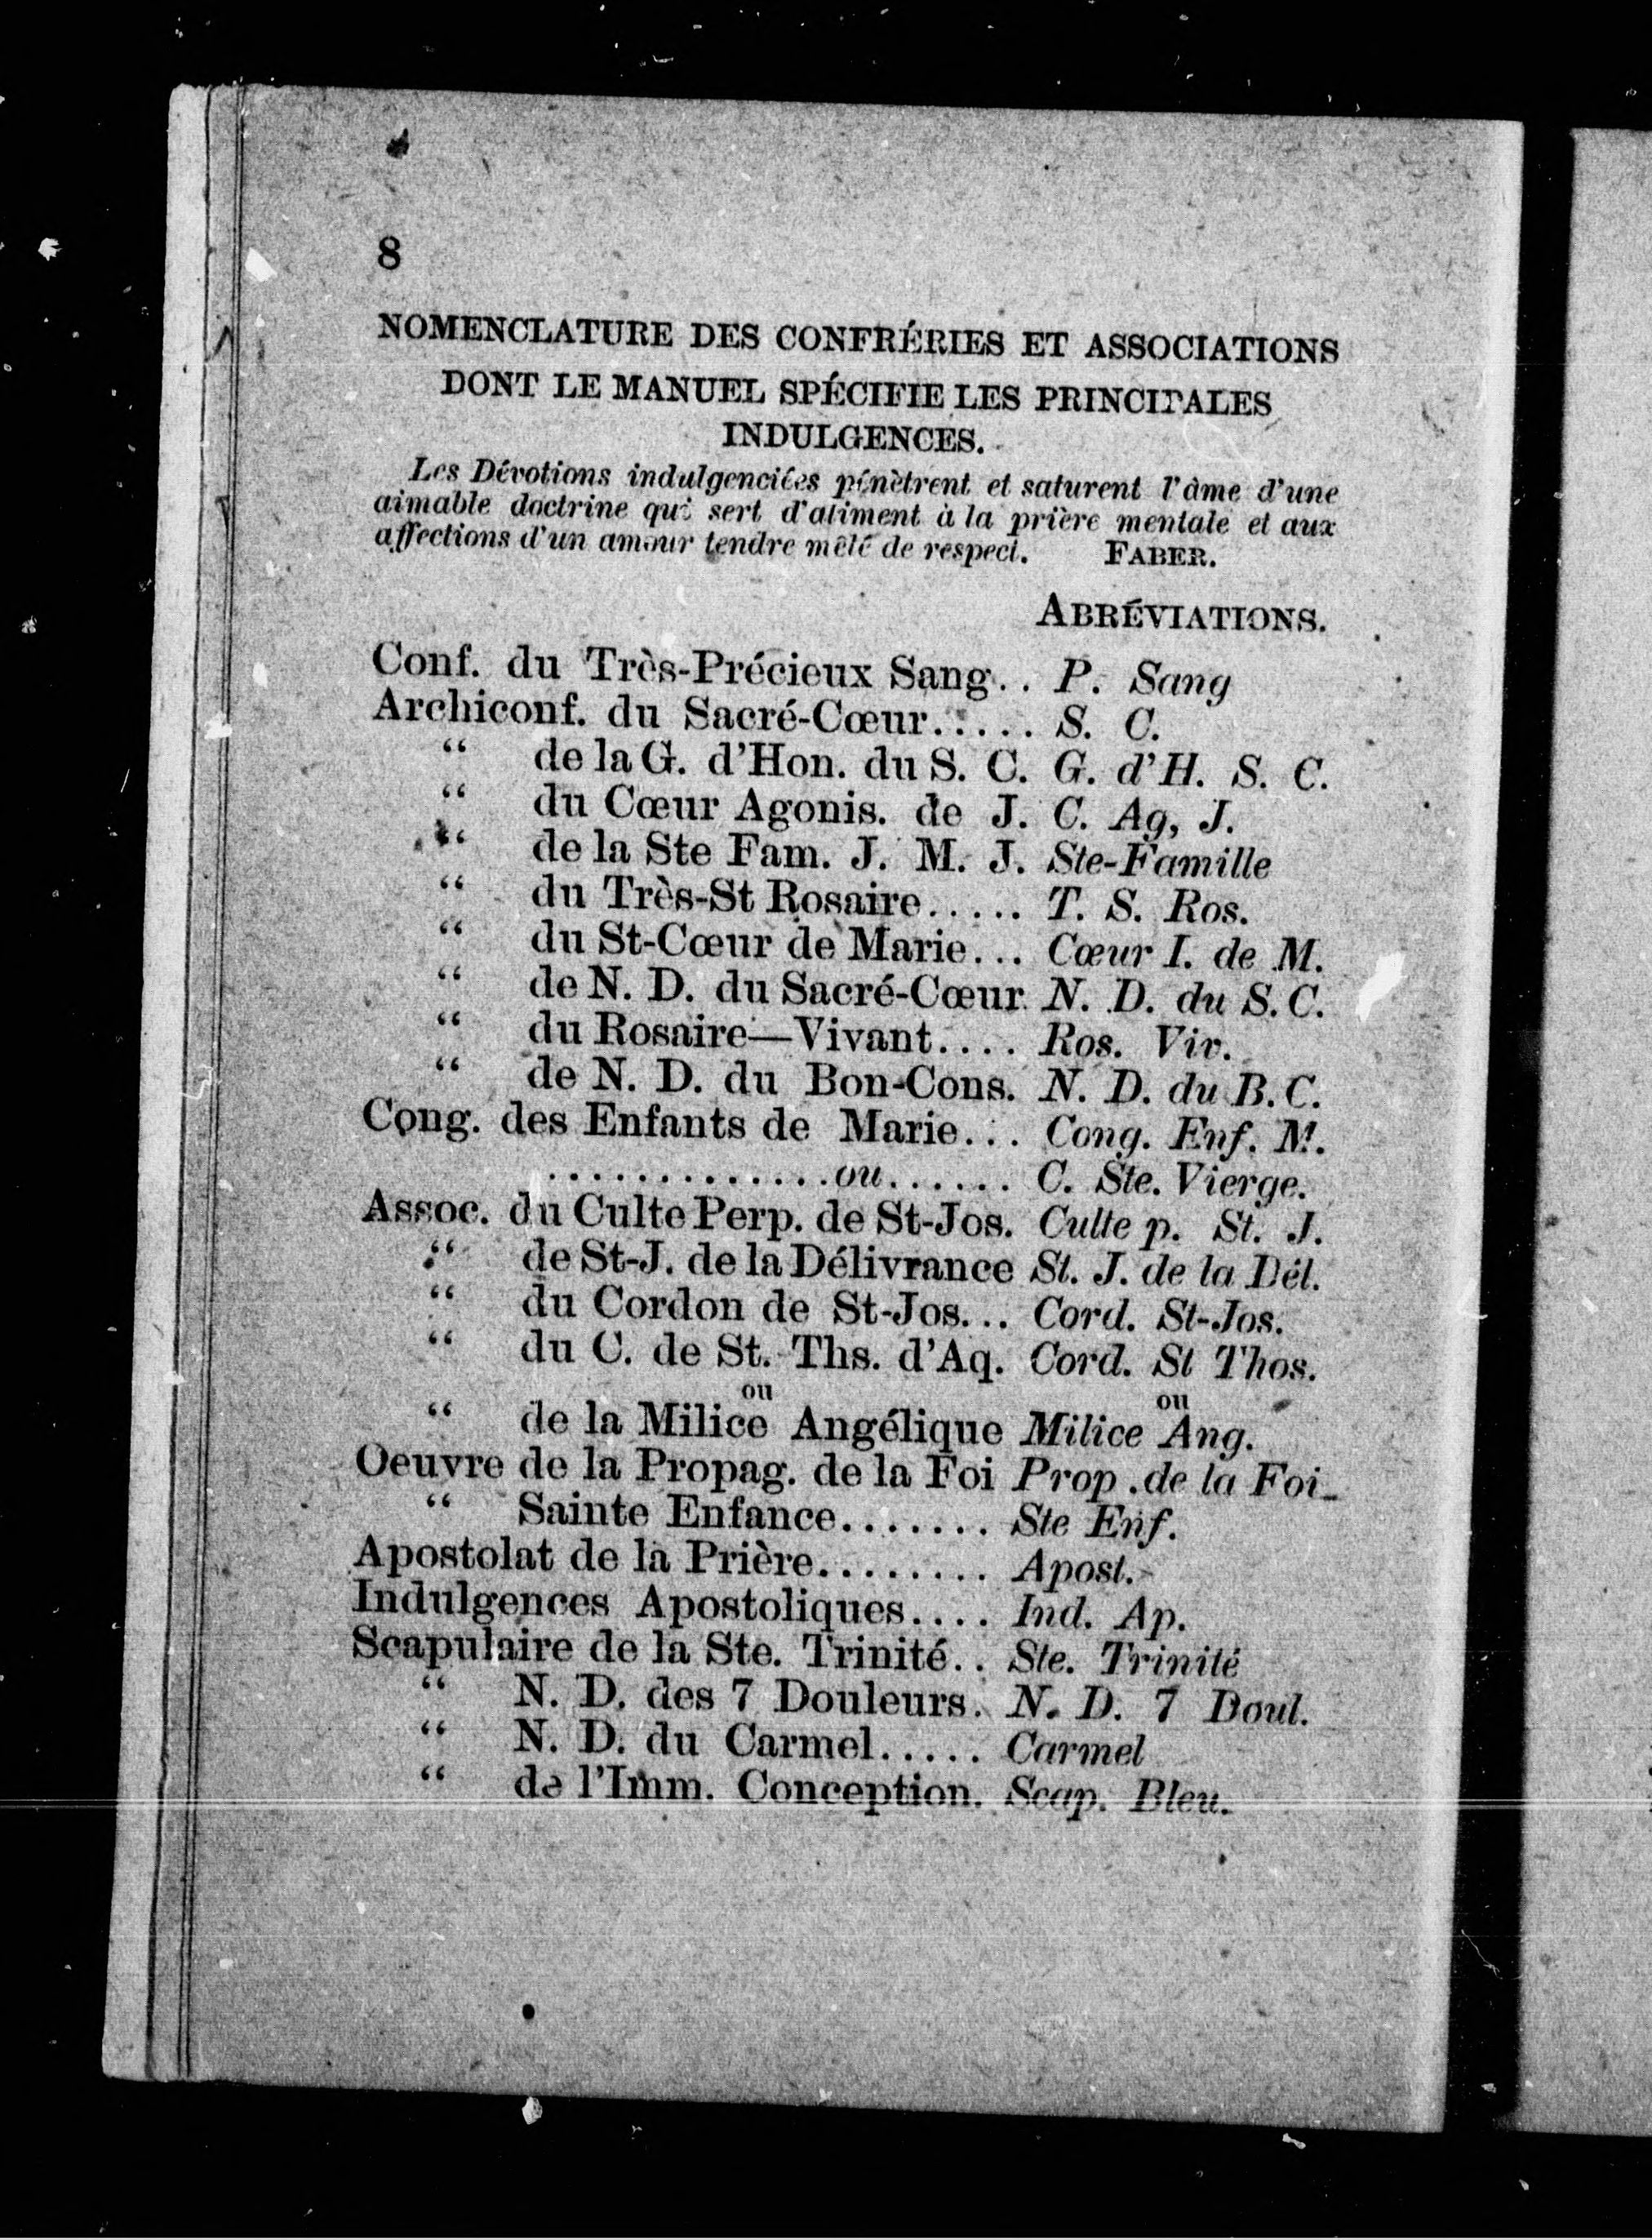 8
NOMENCLATURE DES CONFRÉRIES ET ASSOCIATIONS
DONT LE MANUEL SPÉCIFIE LES PRINCIPALES
INDULGENCES.
Les Dévotions indulgenciées pénètrent et saturent l'âme d'une
aimable doctrine qui sert d'aliment à la prière mentale et aux
affections d'un amour tendre mêlé de respect. FABER.
ABRÉVIATIONS.
Conf. du Très-Précieux Sang.. P. Sang
Archiconf. du Sacré-Cœur..... S. C.
“ de la G. d'Hon. du S. C. G. d'H. S. C.
“ du Cœur Agonis. de J. C. Ag, J.
“ de la Ste Fam. J. M. J. Ste-Famille
“ du Très-St Rosaire..... T. S. Ros.
“ du St-Cœur de Marie... Cœur I. de M.
“ de N. D. du Sacré-Cœur. N. D. du S. C.
“ du Rosaire—Vivant.... Ros. Viv.
“ de N. D. du Bon-Cons. N. D. du B. C.
Cong. des Enfants de Marie... Cong. Enf. M.
..............ou...... C. Ste. Vierge.
Assoc. du Culte Perp. de St-Jos. Culte p. St. J.
“ de St-J. de la Délivrance St. J. de la Dél.
“ du Cordon de St-Jos... Cord. St-Jos.
“ du C. de St. Ths. d'Aq. Cord. St Thos.
ou ou
“ de la Milice Angélique Milice Ang.
Oeuvre de la Propag. de la Foi Prop. de la Foi
“ Sainte Enfance....... Ste Enf.
Apostolat de la Prière........ Apost.
Indulgences Apostoliques.... Ind. Ap.
Scapulaire de la Ste. Trinité.. Ste. Trinité
“ N. D. des 7 Douleurs. N. D. 7 Doul.
“ N. D. du Carmel..... Carmel
“ de l'Imm. Conception. Scap. Bleu.